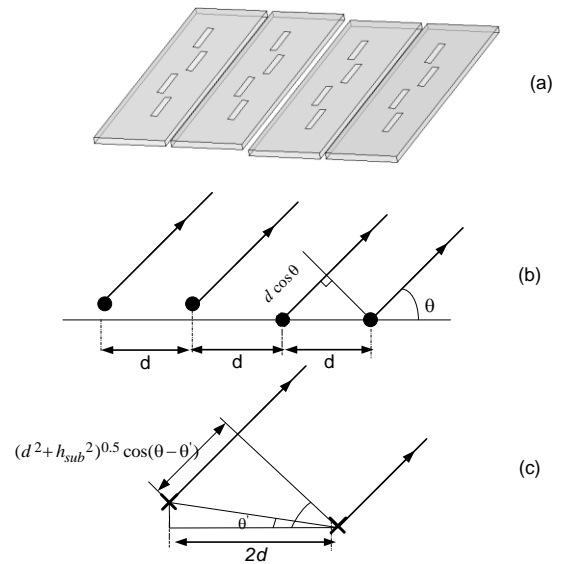 (a)
(b)
d cos θ
θ
d d d
(d² + h_sub²)^0.5 cos(θ − θ')
(c)
θ'
2d